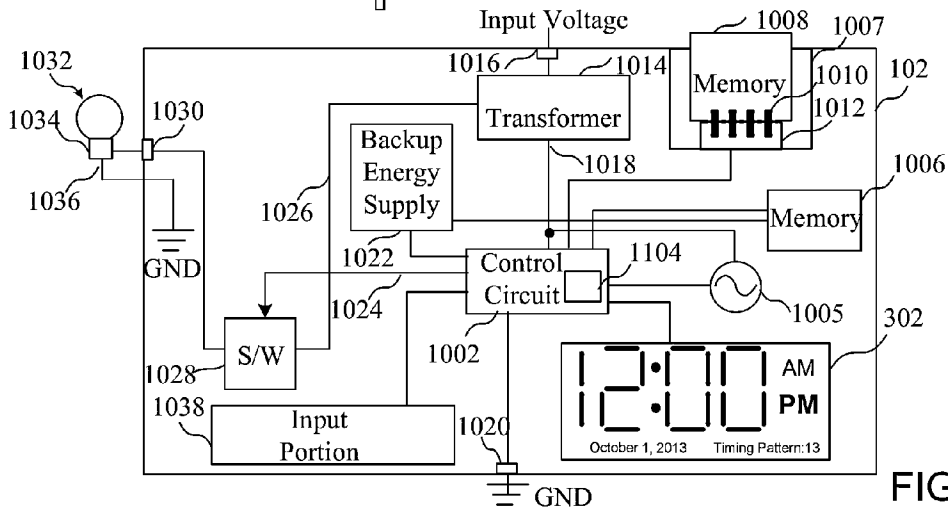 Input Voltage
1008
1007
1032
1016
1014
1010
102
Memory
1034
1030
1012
Transformer
Backup
Energy
Supply
1018
1006
1036
1026
Memory
GND
1022
Control
Circuit
1104
1024
1005
302
1002
S/W
12:00
AM
PM
1028
1038
Input
Portion
1020
October 1, 2013
Timing Pattern:13
GND
FIG